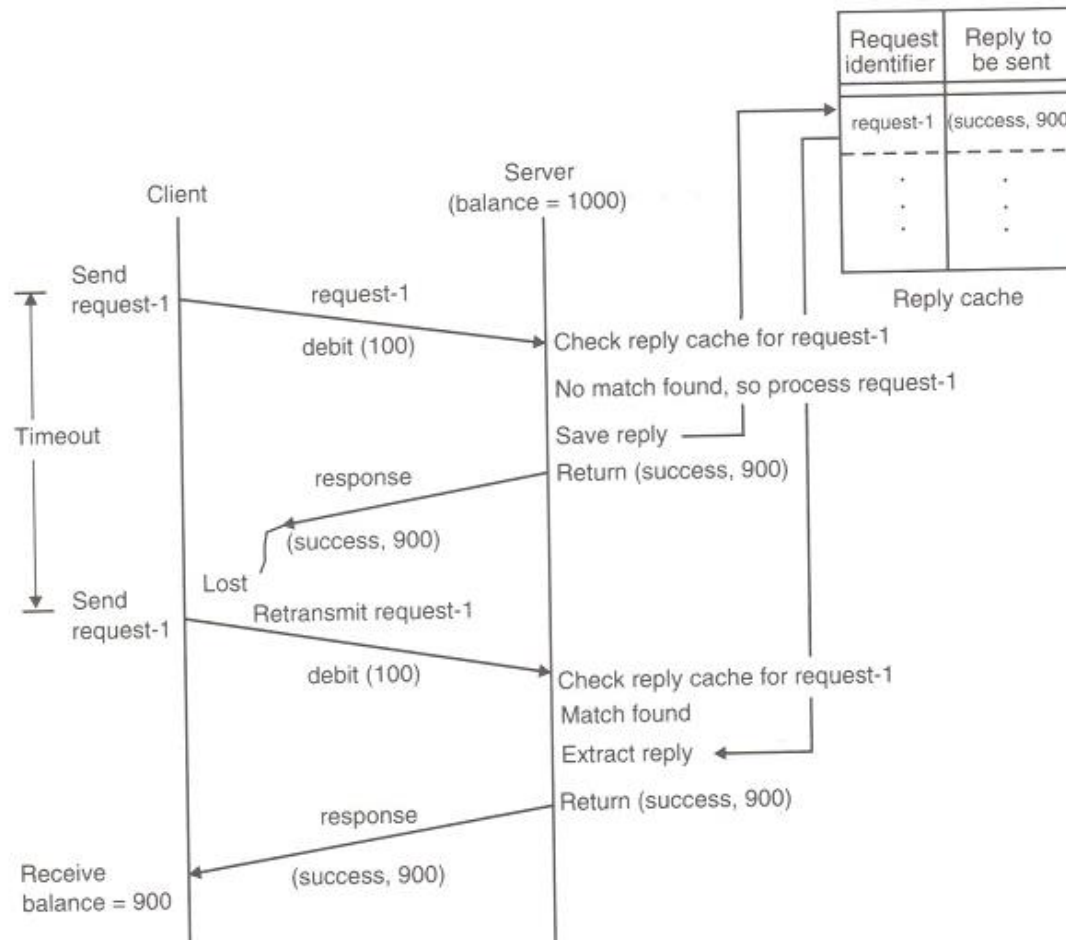 Request
identifier
Reply to
be sent
request-1
(success, 900
Reply cache
Client
Server
(balance = 1000)
Send
request-1
request-1
debit (100)
Check reply cache for request-1
No match found, so process request-1
Timeout
Save reply
response
Return (success, 900)
(success, 900)
Lost
Send
request-1
Retransmit request-1
debit (100)
Check reply cache for request-1
Match found
Extract reply
Return (success, 900)
response
(success, 900)
Receive
balance = 900